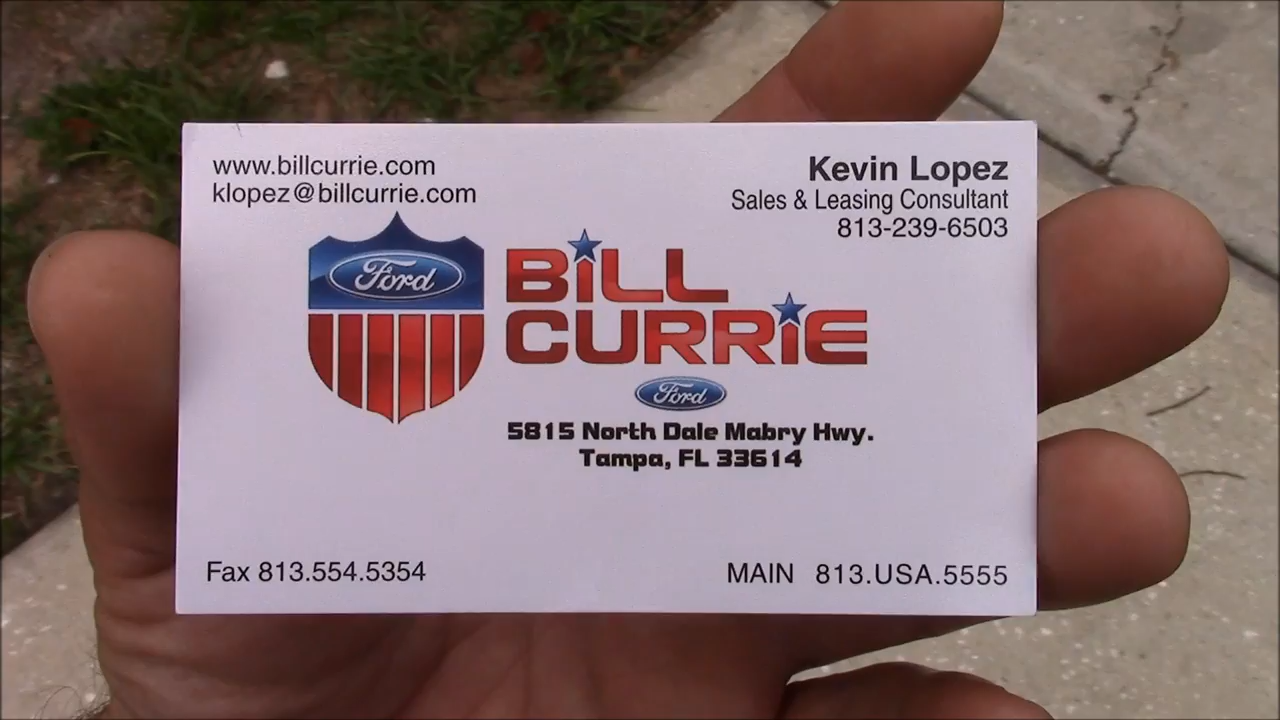 www.billcurrie.com
klopez@billcurrie.com
Kevin Lopez
Sales & Leasing Consultant
813-239-6503
Ford
BiLL
CURRiE
Ford
5815 North Dale Mabry Hwy.
Tampa, FL 33614
Fax 813.554.5354
MAIN 813.USA.5555